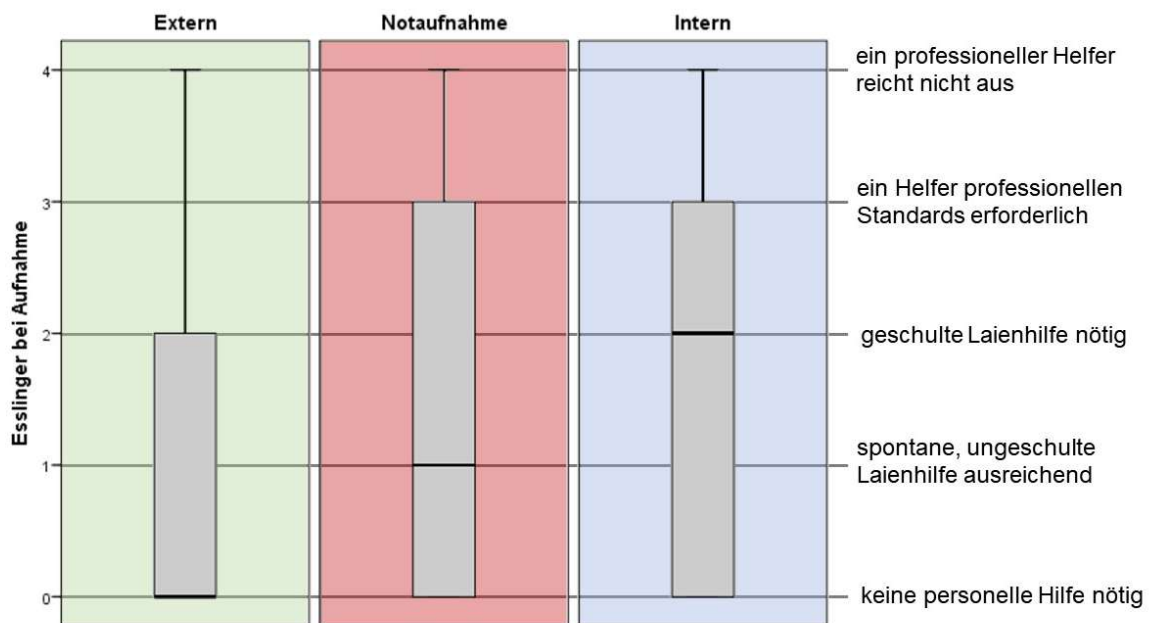 Extern
Notaufnahme
Intern
Esslinger bei Aufnahme
4
3
2
1
0
ein professioneller Helfer
reicht nicht aus
ein Helfer professionellen
Standards erforderlich
geschulte Laienhilfe nötig
spontane, ungeschulte
Laienhilfe ausreichend
keine personelle Hilfe nötig